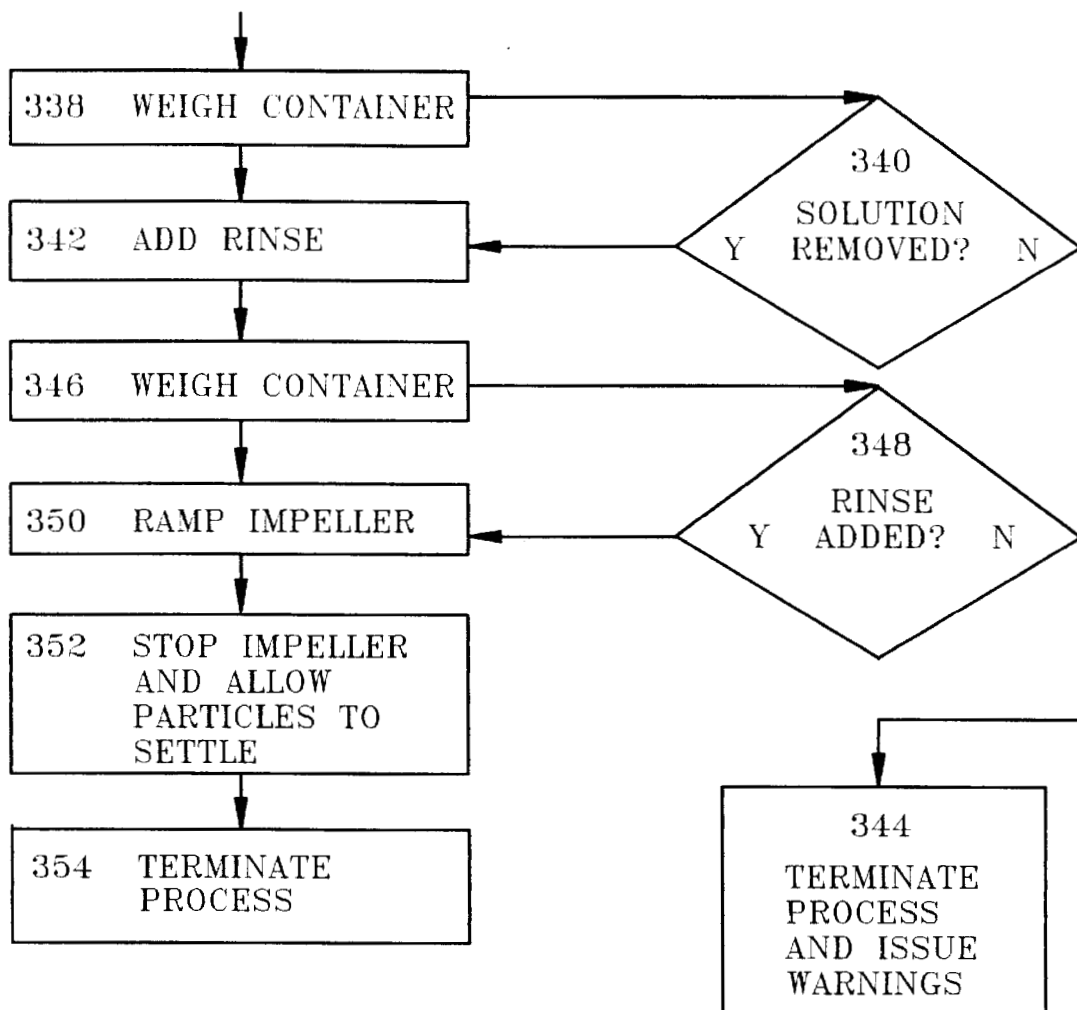 338 WEIGH CONTAINER
340
SOLUTION
Y REMOVED? N
342 ADD RINSE
346 WEIGH CONTAINER
348
RINSE
Y ADDED? N
350 RAMP IMPELLER
352 STOP IMPELLER
AND ALLOW
PARTICLES TO
SETTLE
354 TERMINATE
PROCESS
344
TERMINATE
PROCESS
AND ISSUE
WARNINGS